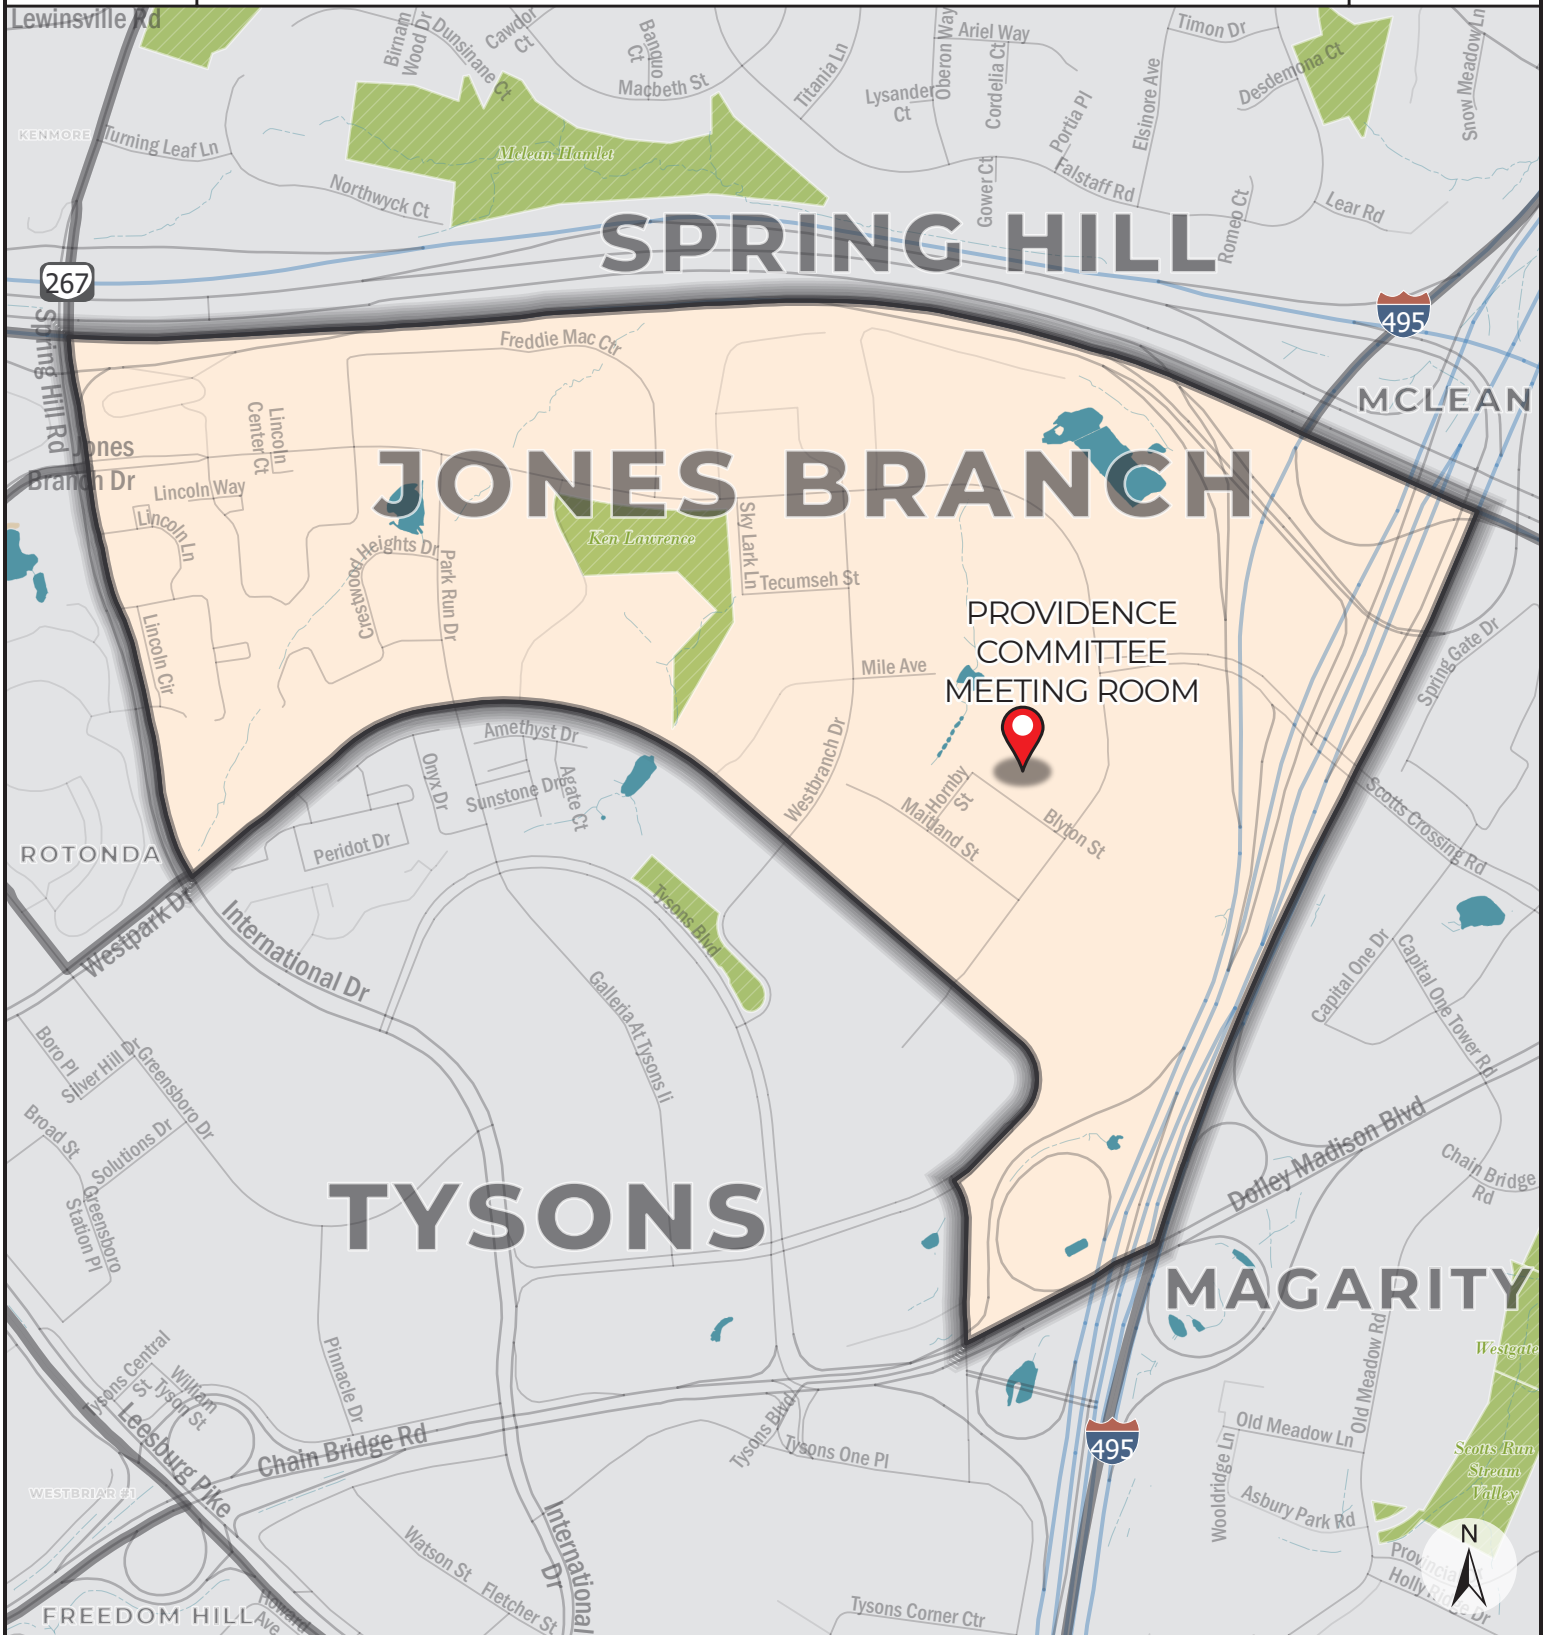 Lewinsville Rd
Birnam
Wood Dr
Dunsinane Ct
Cawdor
Ct
Banquo
Ct
Macbeth St
Titania Ln
Oberon Way
Ariel Way
Cordelia Ct
Lysander
Ct
Portia Pl
Elsinore Ave
Timon Dr
Desdemona Ct
Snow Meadow Ln
KENMORE
Turning Leaf Ln
Mclean Hamlet
Northwyck Ct
Gower Ct
Falstaff Rd
Romeo Ct
Lear Rd
SPRING HILL
267
495
Spring Hill Rd
Freddie Mac Ctr
MCLEAN
Lincoln
Center Ct
Jones
Branch Dr
JONES BRANCH
Lincoln Way
Lincoln Ln
Ken Lawrence
Sky Lark Ln
Crestwood Heights Dr
Park Run Dr
Tecumseh St
Lincoln Cir
PROVIDENCE
COMMITTEE
MEETING ROOM
Mile Ave
Spring Gate Dr
Amethyst Dr
Onyx Dr
Sunstone Dr
Agate Ct
Westbranch Dr
Hornby
St
Maitland St
Blyton St
Scotts Crossing Rd
ROTONDA
Peridot Dr
Westpark Dr
International Dr
Tysons Blvd
Galleria At Tysons Ii
Capital One Dr
Capital One Tower Rd
Boro Pl
Silver Hill Dr
Greensboro Dr
Broad St
Solutions Dr
Greensboro
Station Pl
Dolley Madison Blvd
Chain Bridge
Rd
TYSONS
MAGARITY
Westgate
Tysons Central
St
William
Tyson St
Pinnacle Dr
Old Meadow Rd
Leesburg Pike
Chain Bridge Rd
Tysons Blvd
Tysons One Pl
495
Old Meadow Ln
Wooldridge Ln
Scotts Run
Stream
Valley
WESTBRIAR #1
Asbury Park Rd
International
Dr
Watson St
Fletcher St
N
Holly Ridge Dr
FREEDOM HILL
Howard
Ave
Tysons Corner Ctr